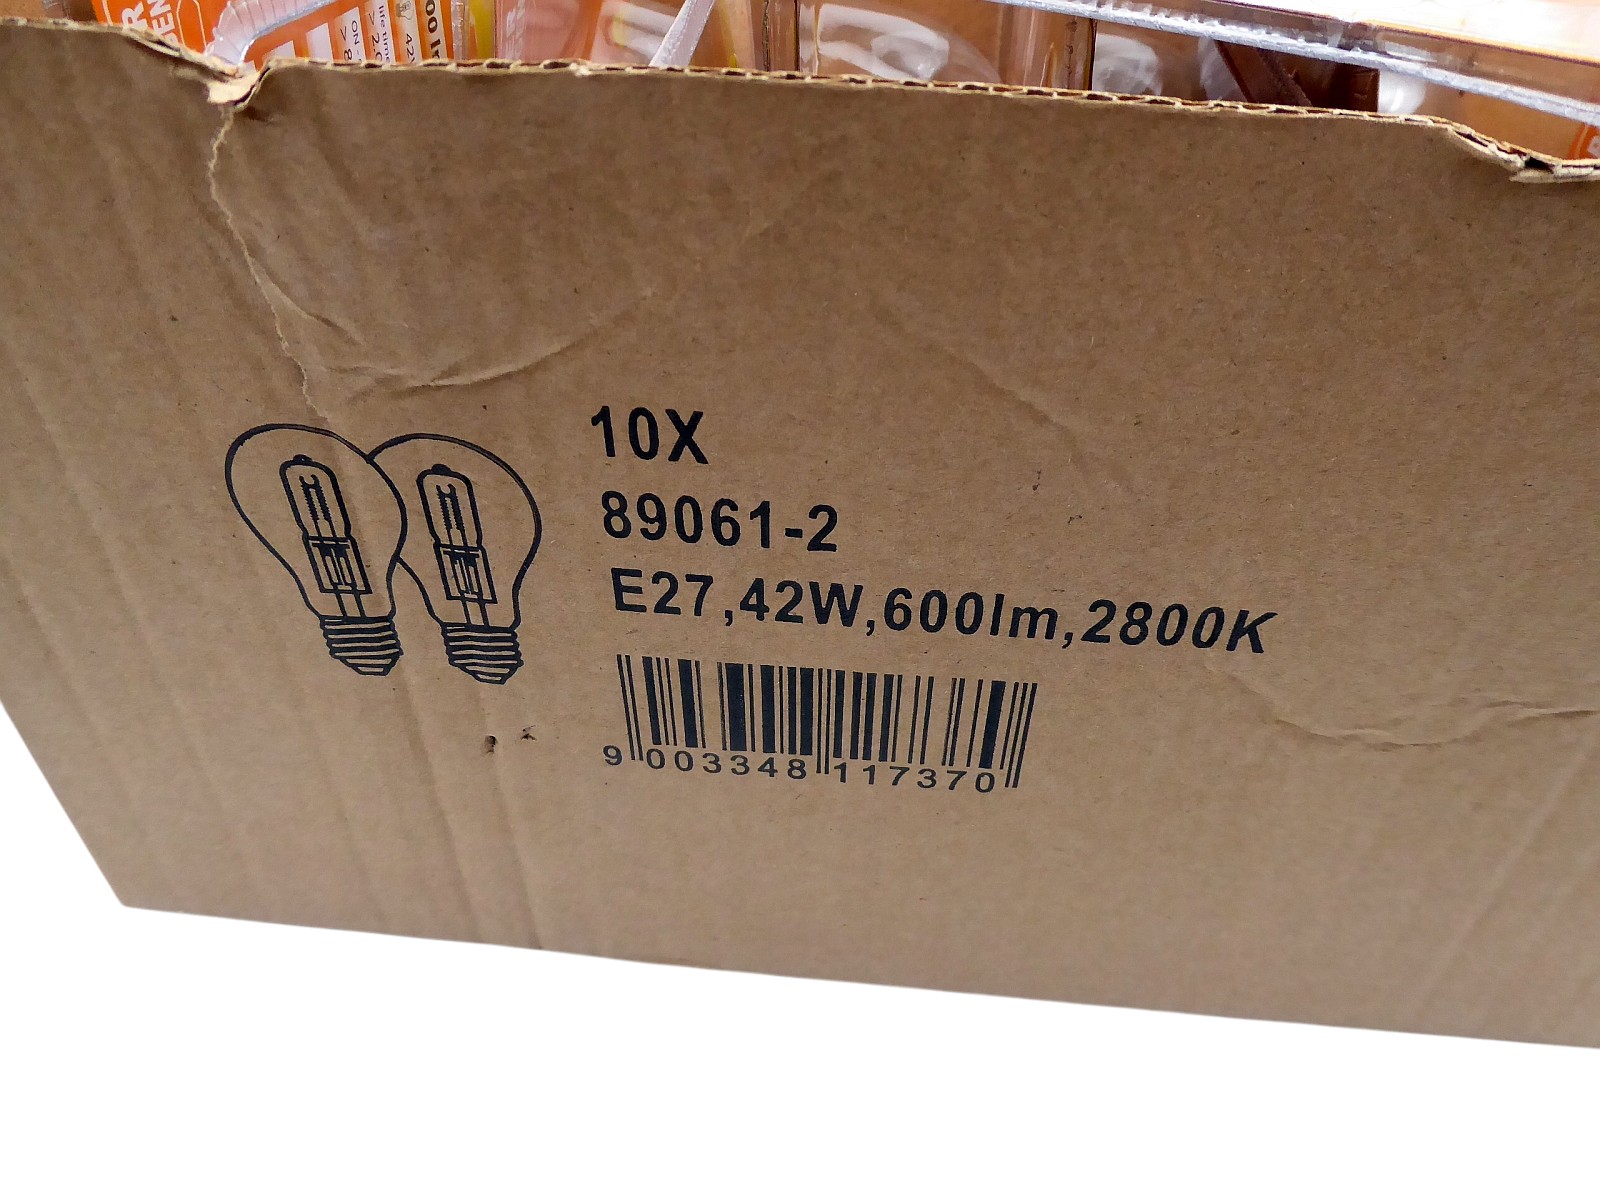 10X
89061-2
E27,42W,600lm,2800K
9 003348 117370